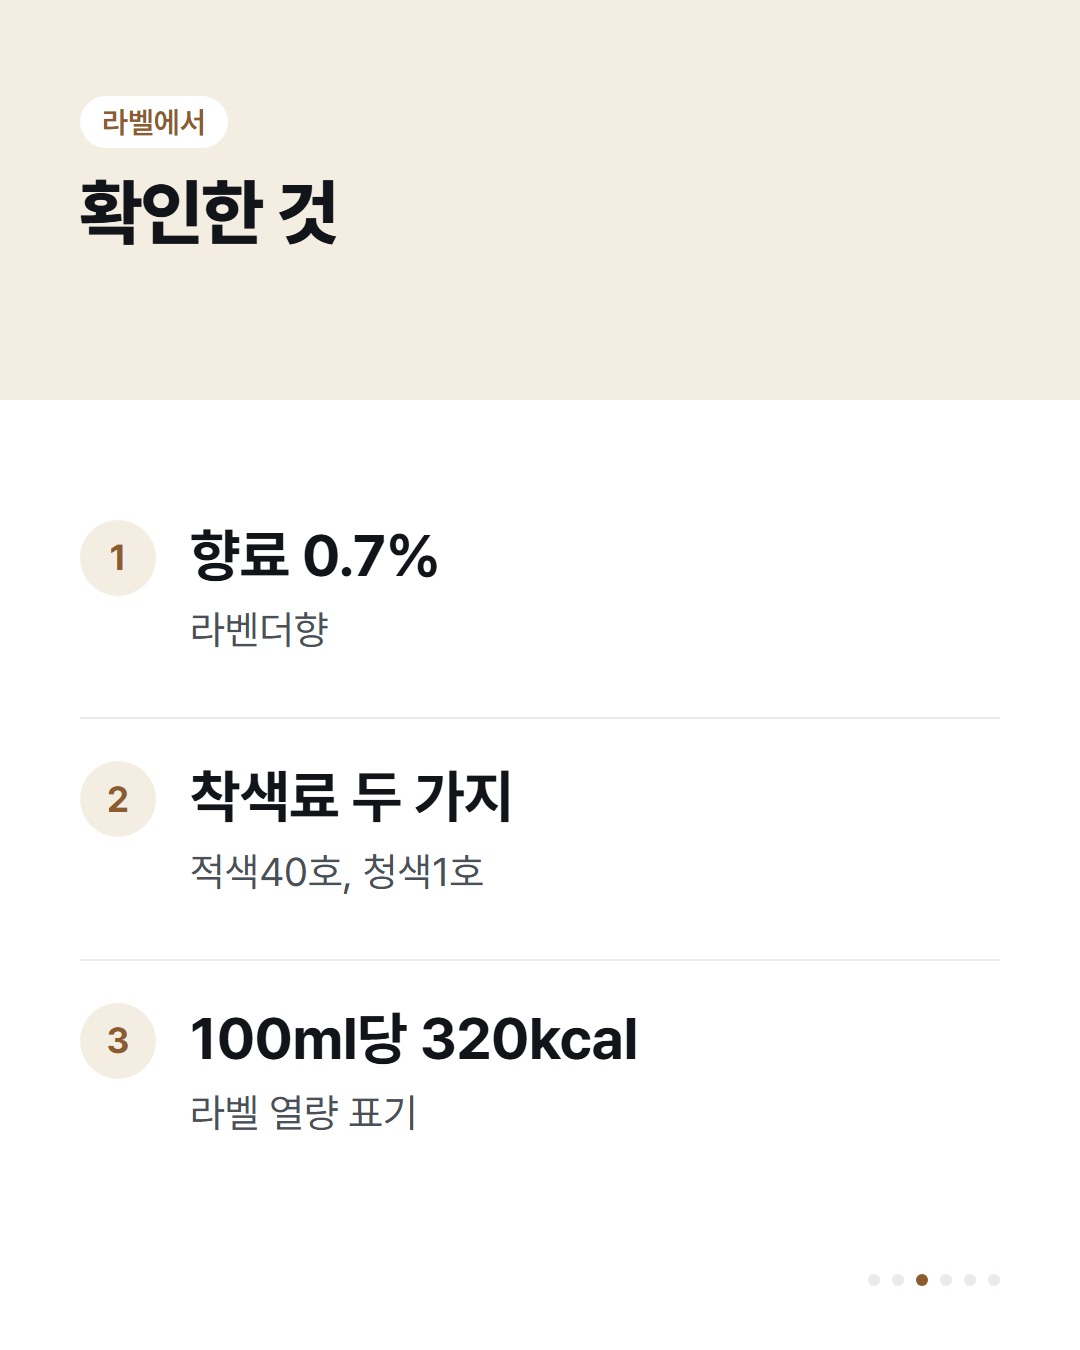 라벨에서
확인한 것
1
향료 0.7%
라벤더향
2
착색료 두 가지
적색40호, 청색1호
3
100ml당 320kcal
라벨 열량 표기